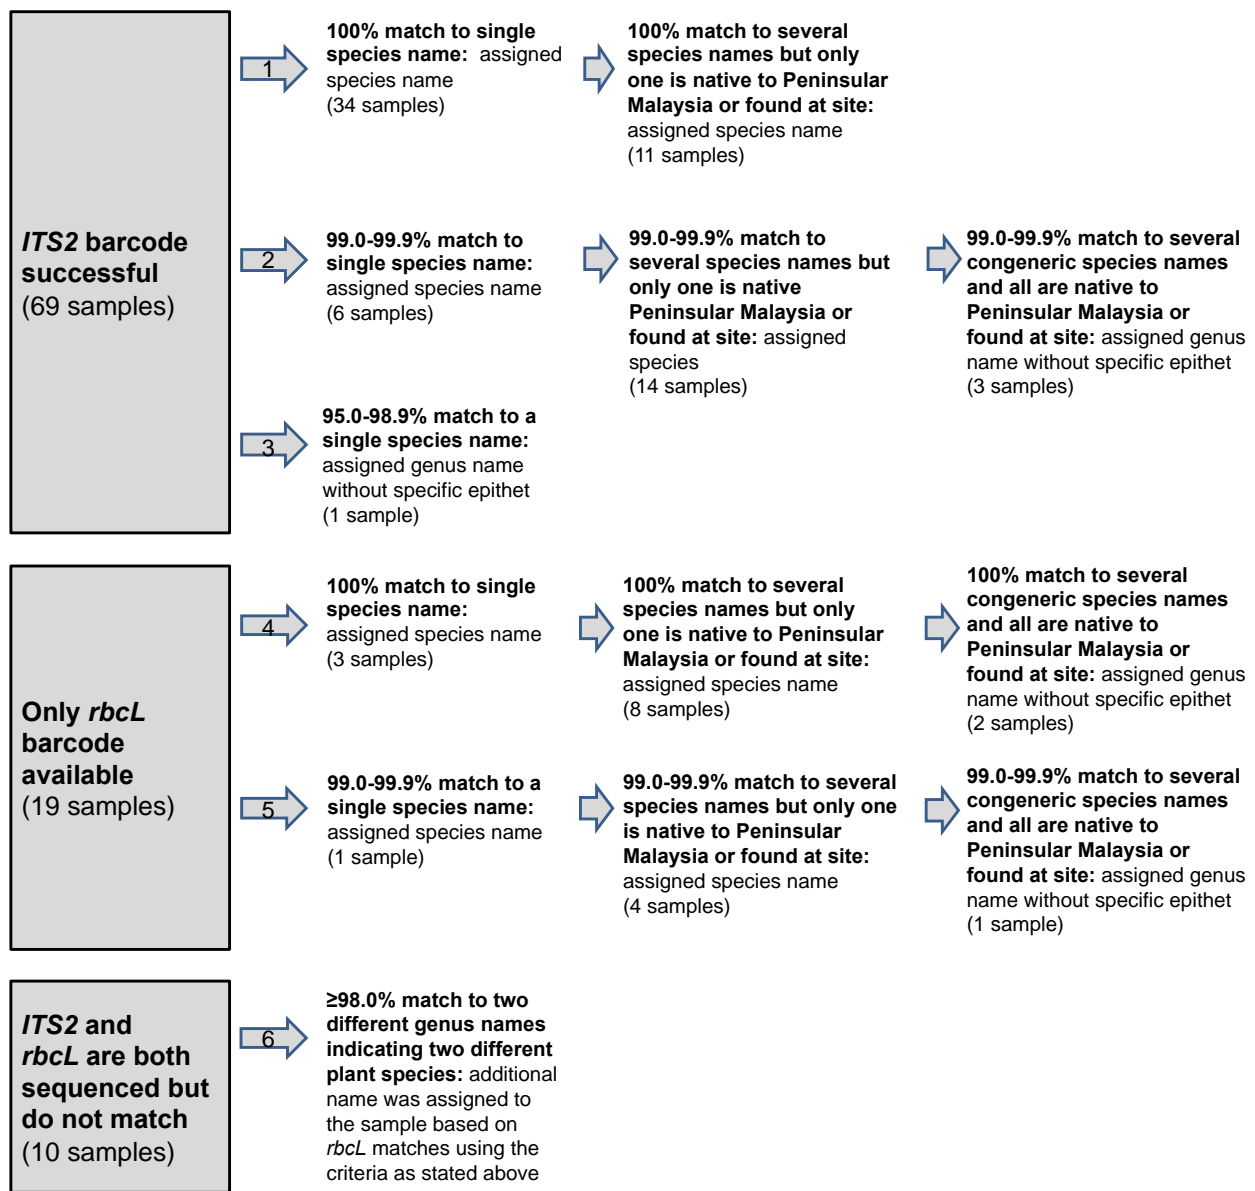 ITS2 barcode
successful
(69 samples)
1
100% match to single
species name: assigned
species name
(34 samples)
100% match to several
species names but only
one is native to Peninsular
Malaysia or found at site:
assigned species name
(11 samples)
2
99.0-99.9% match to
single species name:
assigned species name
(6 samples)
99.0-99.9% match to
several species names but
only one is native
Peninsular Malaysia or
found at site: assigned
species
(14 samples)
99.0-99.9% match to several
congeneric species names
and all are native to
Peninsular Malaysia or
found at site: assigned genus
name without specific epithet
(3 samples)
3
95.0-98.9% match to a
single species name:
assigned genus name
without specific epithet
(1 sample)
Only rbcL
barcode
available
(19 samples)
4
100% match to single
species name:
assigned species name
(3 samples)
100% match to several
species names but only
one is native to Peninsular
Malaysia or found at site:
assigned species name
(8 samples)
100% match to several
congeneric species names
and all are native to
Peninsular Malaysia or
found at site: assigned genus
name without specific epithet
(2 samples)
5
99.0-99.9% match to a
single species name:
assigned species name
(1 sample)
99.0-99.9% match to several
species names but only one
is native to Peninsular
Malaysia or found at site:
assigned species name
(4 samples)
99.0-99.9% match to several
congeneric species names
and all are native to
Peninsular Malaysia or
found at site: assigned genus
name without specific epithet
(1 sample)
ITS2 and
rbcL are both
sequenced but
do not match
(10 samples)
6
≥98.0% match to two
different genus names
indicating two different
plant species: additional
name was assigned to
the sample based on
rbcL matches using the
criteria as stated above